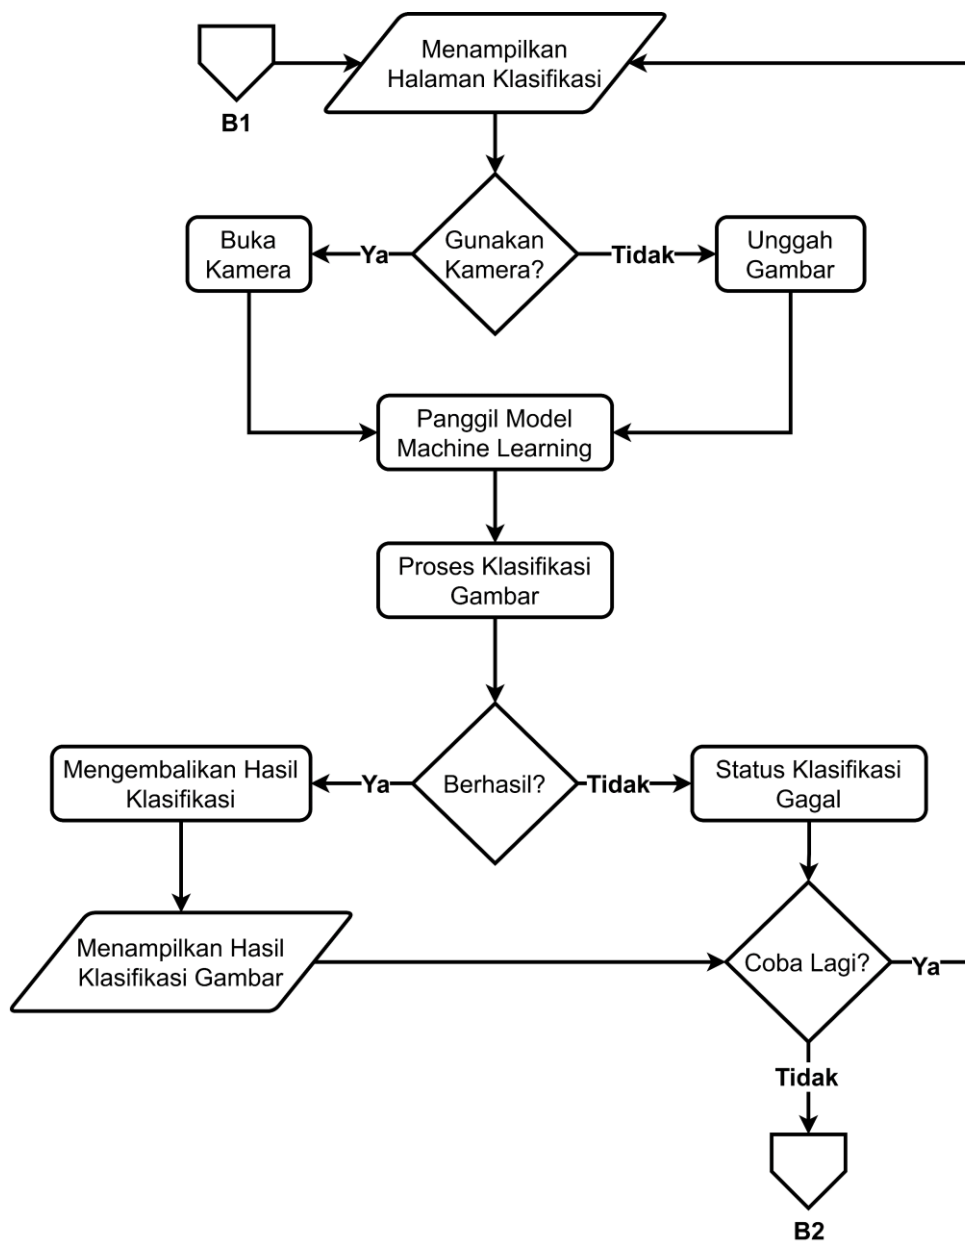 Menampilkan
Halaman Klasifikasi
B1
Gunakan
Kamera?
Ya
Tidak
Buka
Kamera
Unggah
Gambar
Panggil Model
Machine Learning
Proses Klasifikasi
Gambar
Berhasil?
Ya
Tidak
Mengembalikan Hasil
Klasifikasi
Status Klasifikasi
Gagal
Menampilkan Hasil
Klasifikasi Gambar
Coba Lagi?
Ya
Tidak
B2